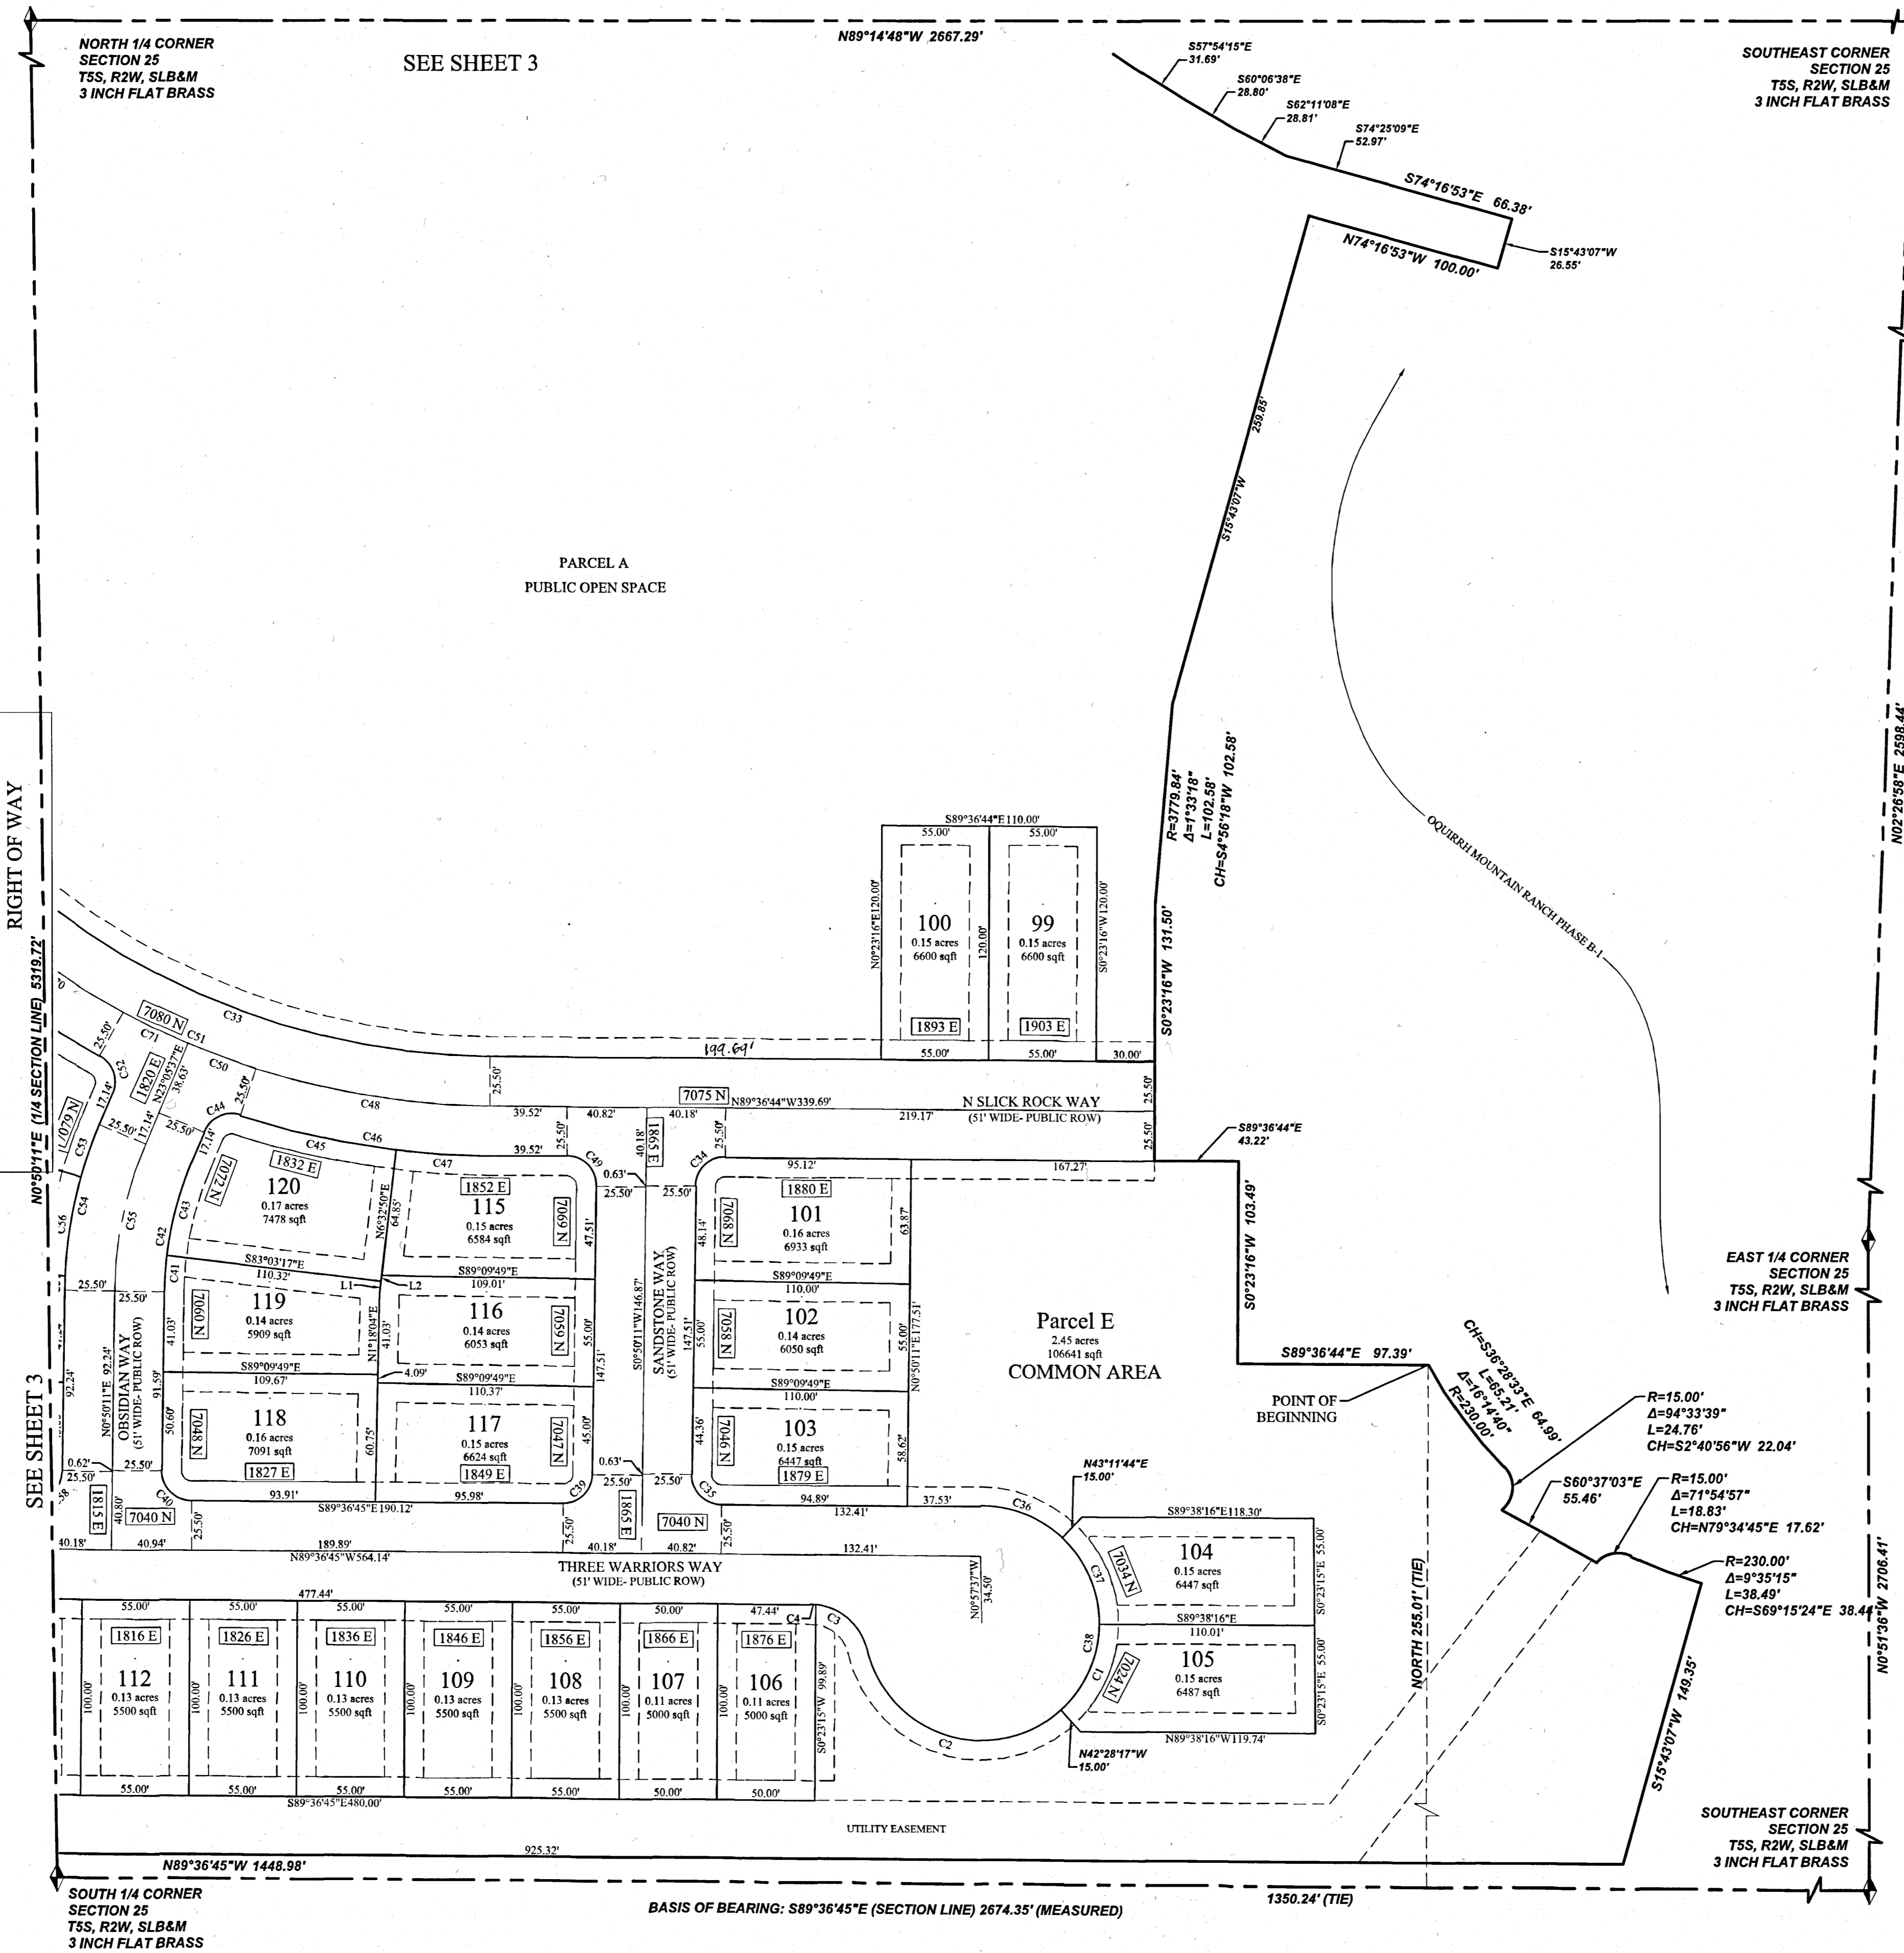 N89°14'48"W 2667.29'
NORTH 1/4 CORNER
SECTION 25
T5S, R2W, SLB&M
3 INCH FLAT BRASS
SEE SHEET 3
S57°54'15"E
31.69'
S60°06'38"E
28.80'
S62°11'08"E
28.81'
S74°25'09"E
52.97'
SOUTHEAST CORNER
SECTION 25
T5S, R2W, SLB&M
3 INCH FLAT BRASS
S74°16'53"E 66.38'
S15°43'07"W
26.55'
N74°16'53"W 100.00'
259.85'
S15°43'07"W
PARCEL A
PUBLIC OPEN SPACE
N02°26'58"E 2598.44'
RIGHT OF WAY
R=3779.84'
Δ=1°33'18"
L=102.58'
CH=S4°56'18"W 102.58'
OQUIRRH MOUNTAIN RANCH PHASE B-1
S89°36'44"E110.00'
55.00'
55.00'
N0°23'16"E120.00'
100
0.15 acres
6600 sqft
120.00'
99
0.15 acres
6600 sqft
S0°23'16"W120.00'
1893 E
1903 E
55.00'
55.00'
30.00'
S0°23'16"W 131.50'
N0°50'11"E (1/4 SECTION LINE) 5319.72'
C33
199.69'
7080 N
C71
C51
C50
25.50'
C52
1820 E
N23°05'37"E
38.63'
25.50'
C48
25.50'
7075 N
N89°36'44"W339.69'
N SLICK ROCK WAY
(51' WIDE- PUBLIC ROW)
25.50'
39.52'
40.82'
40.18'
219.17'
25.50'
S89°36'44"E
43.22'
7079 N
17.14'
25.50'
17.14'
25.50'
C44
17.14'
C45
C46
39.52'
C47
25.50'
C49
40.18'
1865 E
25.50'
C34
0.63'
25.50'
25.50'
95.12'
167.27'
C53
C54
C56
C55
C42
C43
C41
7072 N
1832 E
120
0.17 acres
7478 sqft
N6°32'50"E
64.85'
1852 E
115
0.15 acres
6584 sqft
7069 N
47.51'
48.14'
7068 N
1880 E
101
0.16 acres
6933 sqft
63.87'
S0°23'16"W 103.49'
S83°03'17"E
110.32'
L1
L2
S89°09'49"E
109.01'
S89°09'49"E
110.00'
25.50'
25.50'
41.03'
7060 N
119
0.14 acres
5909 sqft
N1°18'04"E
41.03'
116
0.14 acres
6053 sqft
7059 N
55.00'
147.51'
S0°50'11"W146.87'
SANDSTONE WAY
(51' WIDE- PUBLIC ROW)
147.51'
55.00'
7058 N
102
0.14 acres
6050 sqft
55.00'
N0°50'11"E177.51'
Parcel E
2.45 acres
106641 sqft
COMMON AREA
EAST 1/4 CORNER
SECTION 25
T5S, R2W, SLB&M
3 INCH FLAT BRASS
S89°36'44"E 97.39'
CH=S36°28'33"E 64.99'
L=65.21'
Δ=16°14'40"
R=230.00'
POINT OF
BEGINNING
SEE SHEET 3
92.24'
N0°50'11"E 92.24'
OBSIDIAN WAY
(51' WIDE- PUBLIC ROW)
91.59'
S89°09'49"E
109.67'
4.09'
S89°09'49"E
110.37'
S89°09'49"E
110.00'
50.60'
7048 N
118
0.16 acres
7091 sqft
1827 E
60.75'
117
0.15 acres
6624 sqft
1849 E
7047 N
45.00'
44.36'
7046 N
103
0.15 acres
6447 sqft
1879 E
58.62'
R=15.00'
Δ=94°33'39"
L=24.76'
CH=S2°40'56"W 22.04'
S60°37'03"E
55.46'
R=15.00'
Δ=71°54'57"
L=18.83'
CH=N79°34'45"E 17.62'
0.62'
25.50'
25.50'
C40
93.91'
S89°36'45"E190.12'
95.98'
C39
0.63'
25.50'
25.50'
C35
94.89'
132.41'
37.53'
C36
N43°11'44"E
15.00'
1815 E
40.80'
7040 N
25.50'
25.50'
1865 E
7040 N
25.50'
40.18'
40.94'
189.89'
N89°36'45"W564.14'
40.18'
40.82'
132.41'
THREE WARRIORS WAY
(51' WIDE- PUBLIC ROW)
N0°57'37"W
34.50'
S89°38'16"E118.30'
C37
7034 N
104
0.15 acres
6447 sqft
S0°23'15"E 55.00'
S89°38'16"E
110.01'
C38
C1
7024 N
105
0.15 acres
6487 sqft
S0°23'15"E 55.00'
N89°38'16"W119.74'
N42°28'17"W
15.00'
NORTH 255.01' (TIE)
R=230.00'
Δ=9°35'15"
L=38.49'
CH=S69°15'24"E 38.44'
N0°51'36"W 2706.41'
S15°43'07"W 149.35'
477.44'
55.00'
55.00'
55.00'
55.00'
55.00'
50.00'
47.44'
C4
C3
C2
1816 E
1826 E
1836 E
1846 E
1856 E
1866 E
1876 E
112
0.13 acres
5500 sqft
100.00'
111
0.13 acres
5500 sqft
100.00'
110
0.13 acres
5500 sqft
100.00'
109
0.13 acres
5500 sqft
100.00'
108
0.13 acres
5500 sqft
100.00'
107
0.11 acres
5000 sqft
100.00'
106
0.11 acres
5000 sqft
100.00'
S0°23'15"W 99.89'
55.00'
55.00'
55.00'
55.00'
55.00'
50.00'
50.00'
S89°36'45"E480.00'
UTILITY EASEMENT
925.32'
N89°36'45"W 1448.98'
SOUTHEAST CORNER
SECTION 25
T5S, R2W, SLB&M
3 INCH FLAT BRASS
SOUTH 1/4 CORNER
SECTION 25
T5S, R2W, SLB&M
3 INCH FLAT BRASS
BASIS OF BEARING: S89°36'45"E (SECTION LINE) 2674.35' (MEASURED)
1350.24' (TIE)